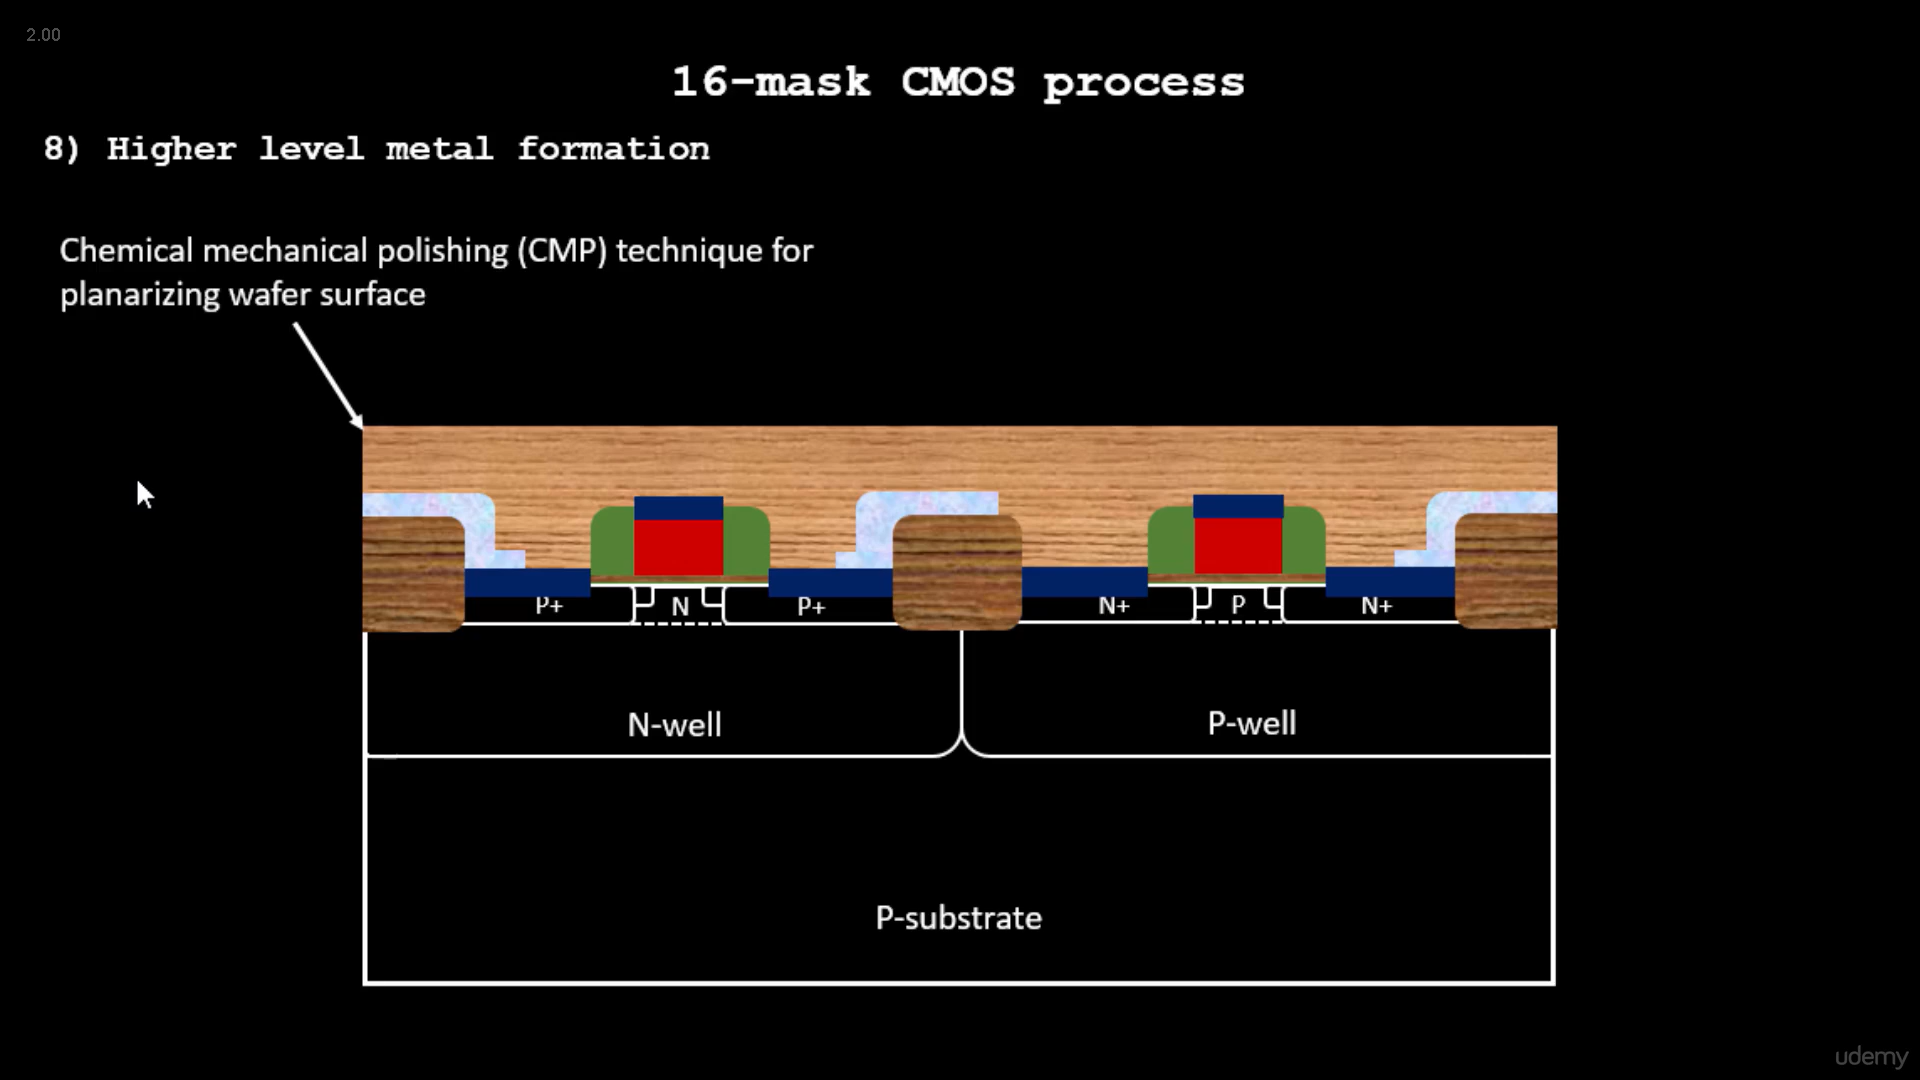 2.00
16-mask CMOS process
8) Higher level metal formation
Chemical mechanical polishing (CMP) technique for
planarizing wafer surface
P+ N P+ N+ P N+
N-well P-well
P-substrate
udemy